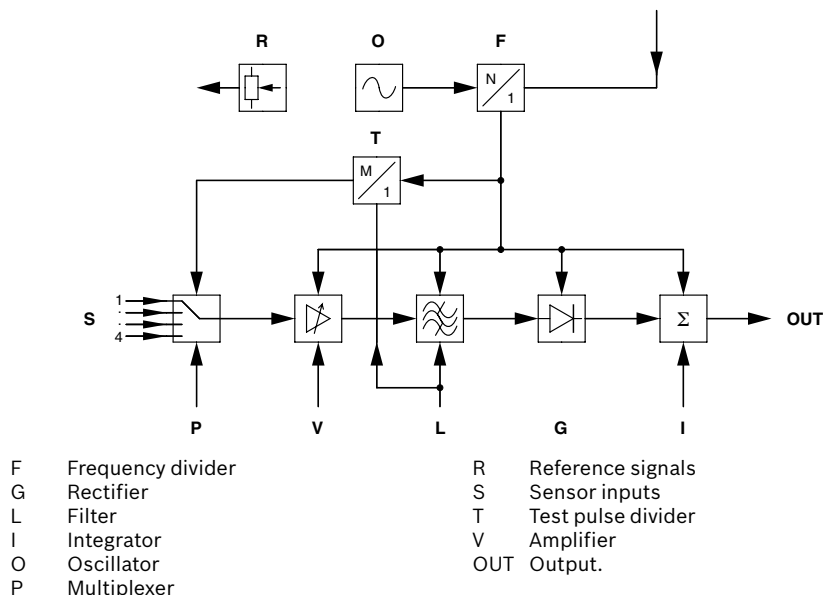 R O F
N
1
T
M
1
S
1
.
.
4
Σ
OUT
P V L G I
F Frequency divider
G Rectifier
L Filter
I Integrator
O Oscillator
P Multiplexer
R Reference signals
S Sensor inputs
T Test pulse divider
V Amplifier
OUT Output.